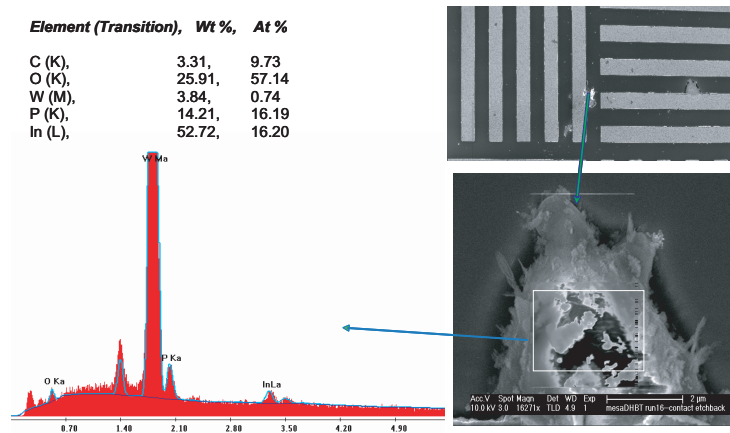 Element (Transition), Wt %, At %
C (K), 3.31, 9.73
O (K), 25.91, 57.14
W (M), 3.84, 0.74
P (K), 14.21, 16.19
In (L), 52.72, 16.20
W Ma
P Ka
O Ka
InLa
0.70 1.40 2.10 2.80 3.50 4.20 4.90
Acc.V Spot Magn Det WD Exp 2 µm
10.0 kV 3.0 16271x TLD 4.9 1 mesaDHBT run16-contact etchback